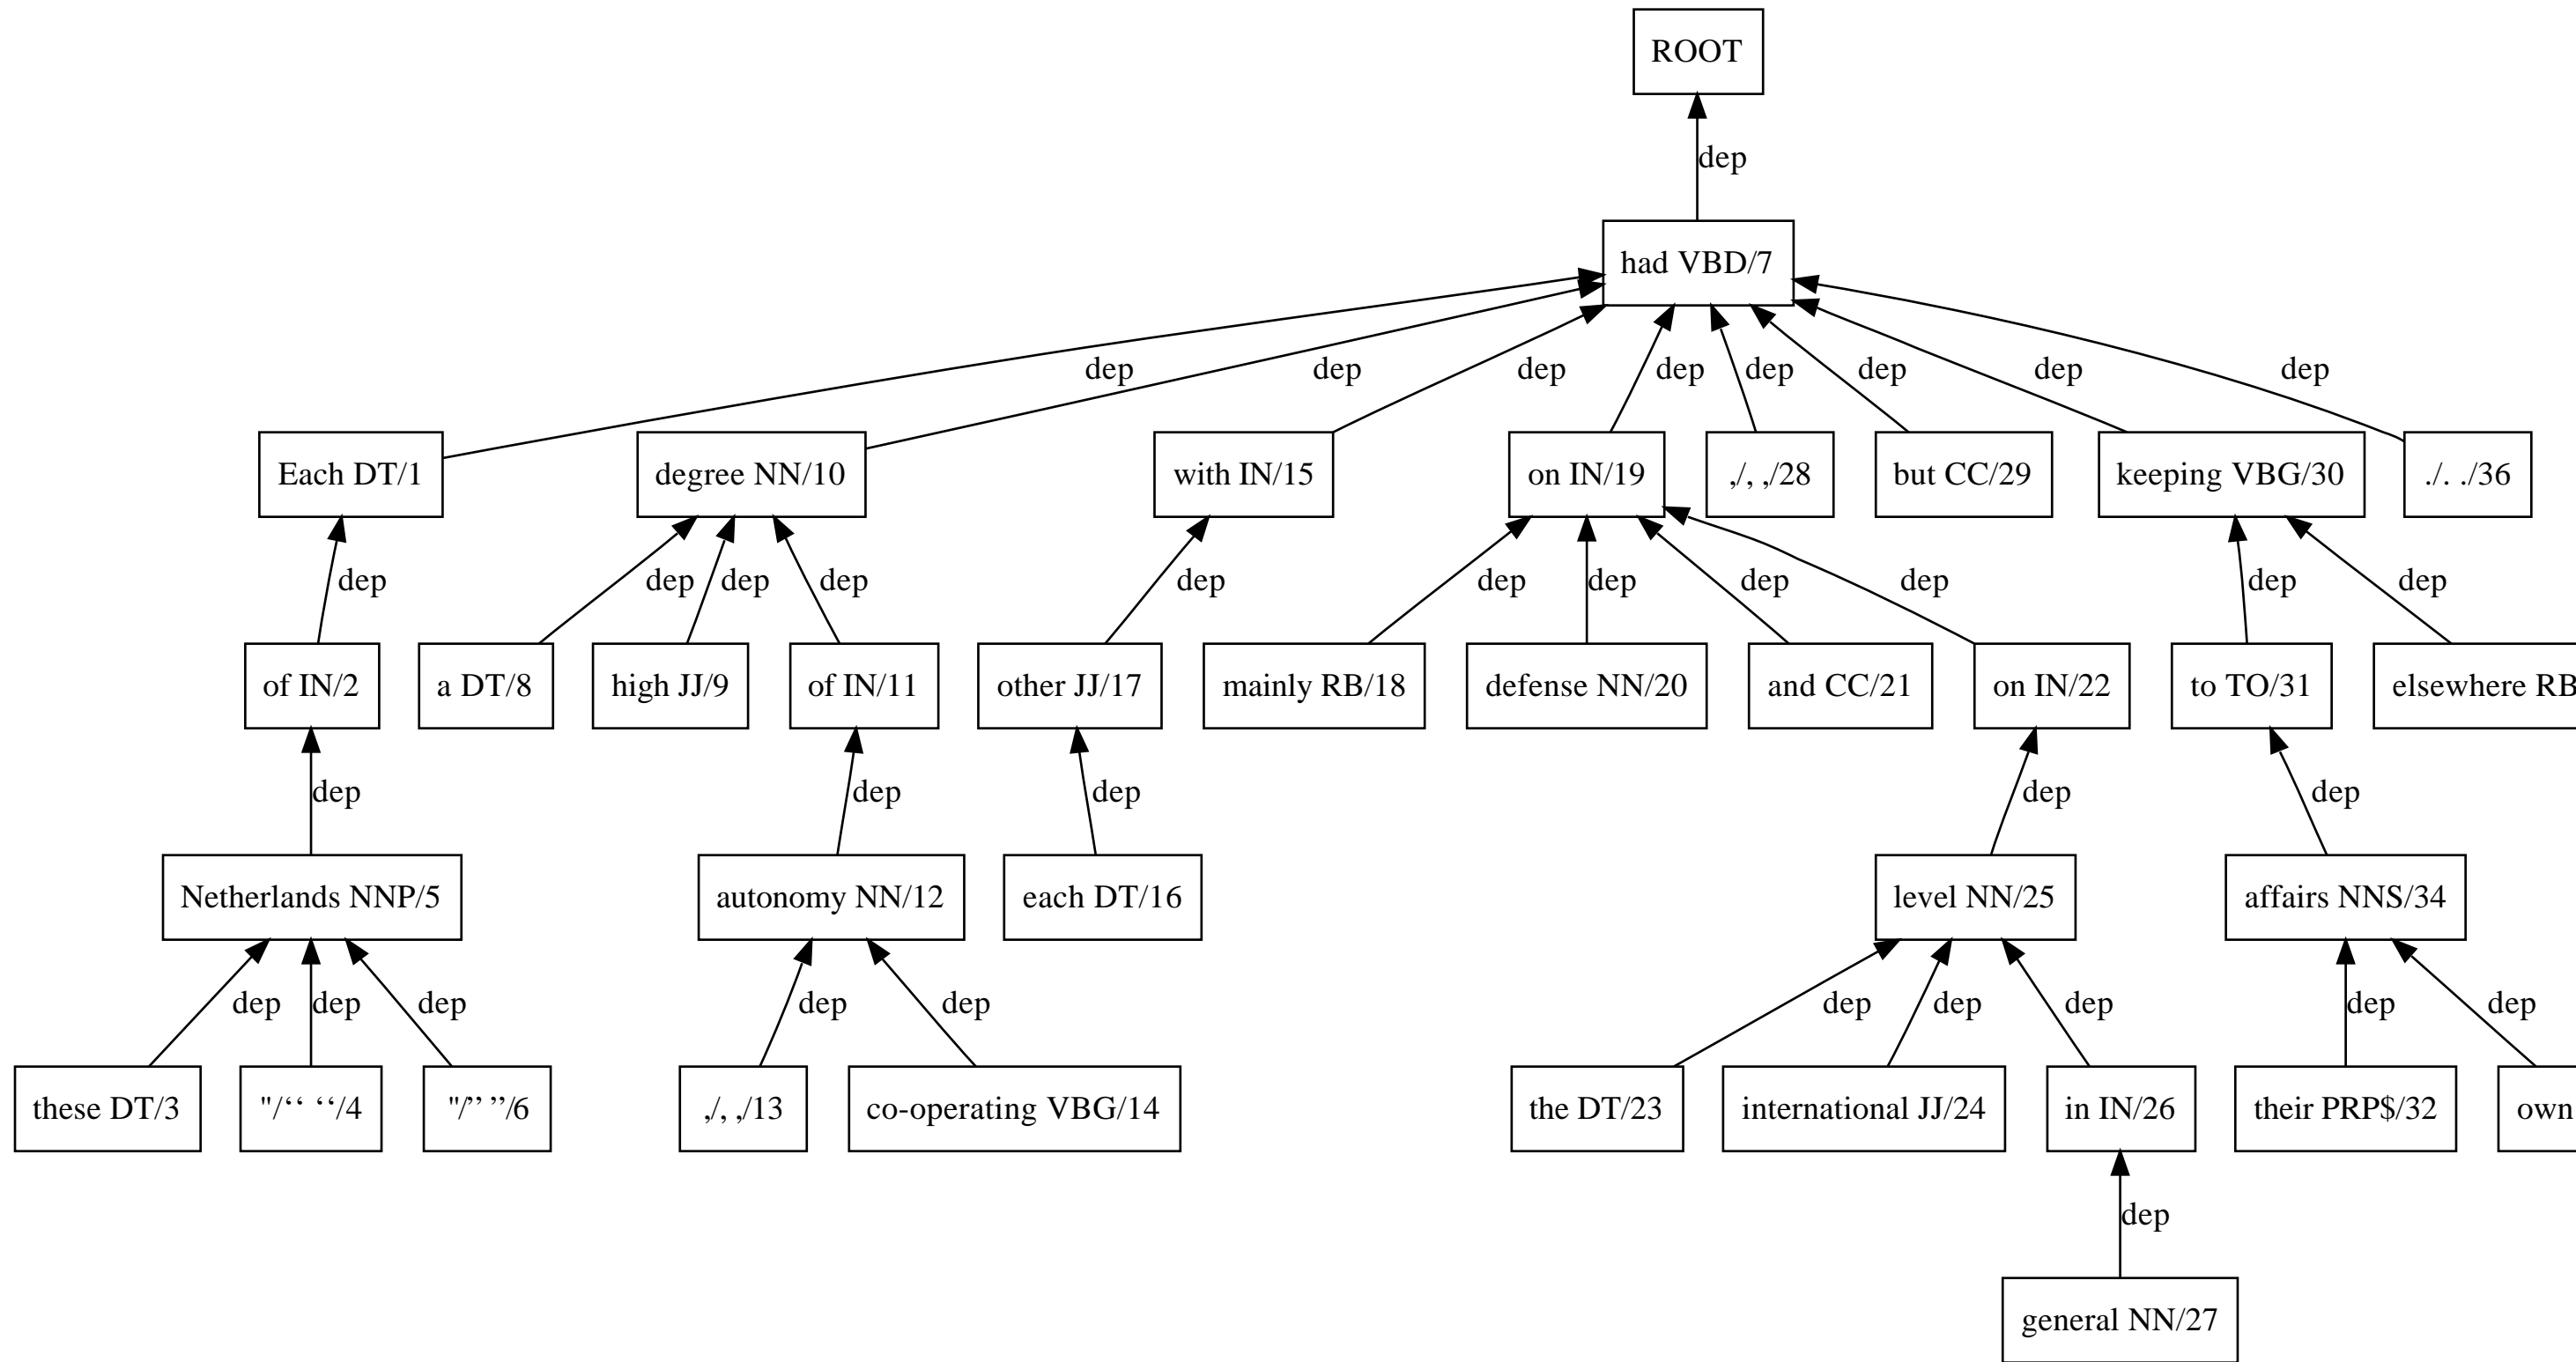 ROOT
dep
had VBD/7
dep dep dep dep dep dep dep dep
Each DT/1 degree NN/10 with IN/15 on IN/19 ,/, ,/28 but CC/29 keeping VBG/30 ./. ./36
dep dep dep dep dep dep dep dep dep dep dep
of IN/2 a DT/8 high JJ/9 of IN/11 other JJ/17 mainly RB/18 defense NN/20 and CC/21 on IN/22 to TO/31 elsewhere RB
dep dep dep dep dep
Netherlands NNP/5 autonomy NN/12 each DT/16 level NN/25 affairs NNS/34
dep dep dep dep dep dep dep dep dep dep
these DT/3 "/“ “/4 "/” ”/6 ,/, ,/13 co-operating VBG/14 the DT/23 international JJ/24 in IN/26 their PRP$/32 own
dep
general NN/27